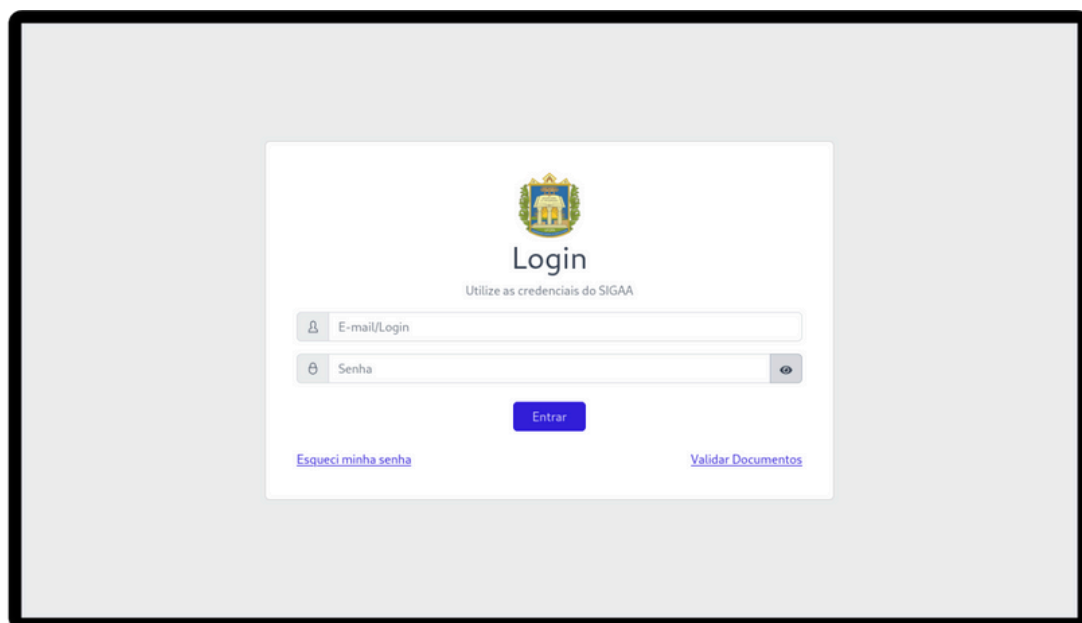 Login
Utilize as credenciais do SIGAA
E-mail/Login
Senha
Entrar
Esqueci minha senha
Validar Documentos